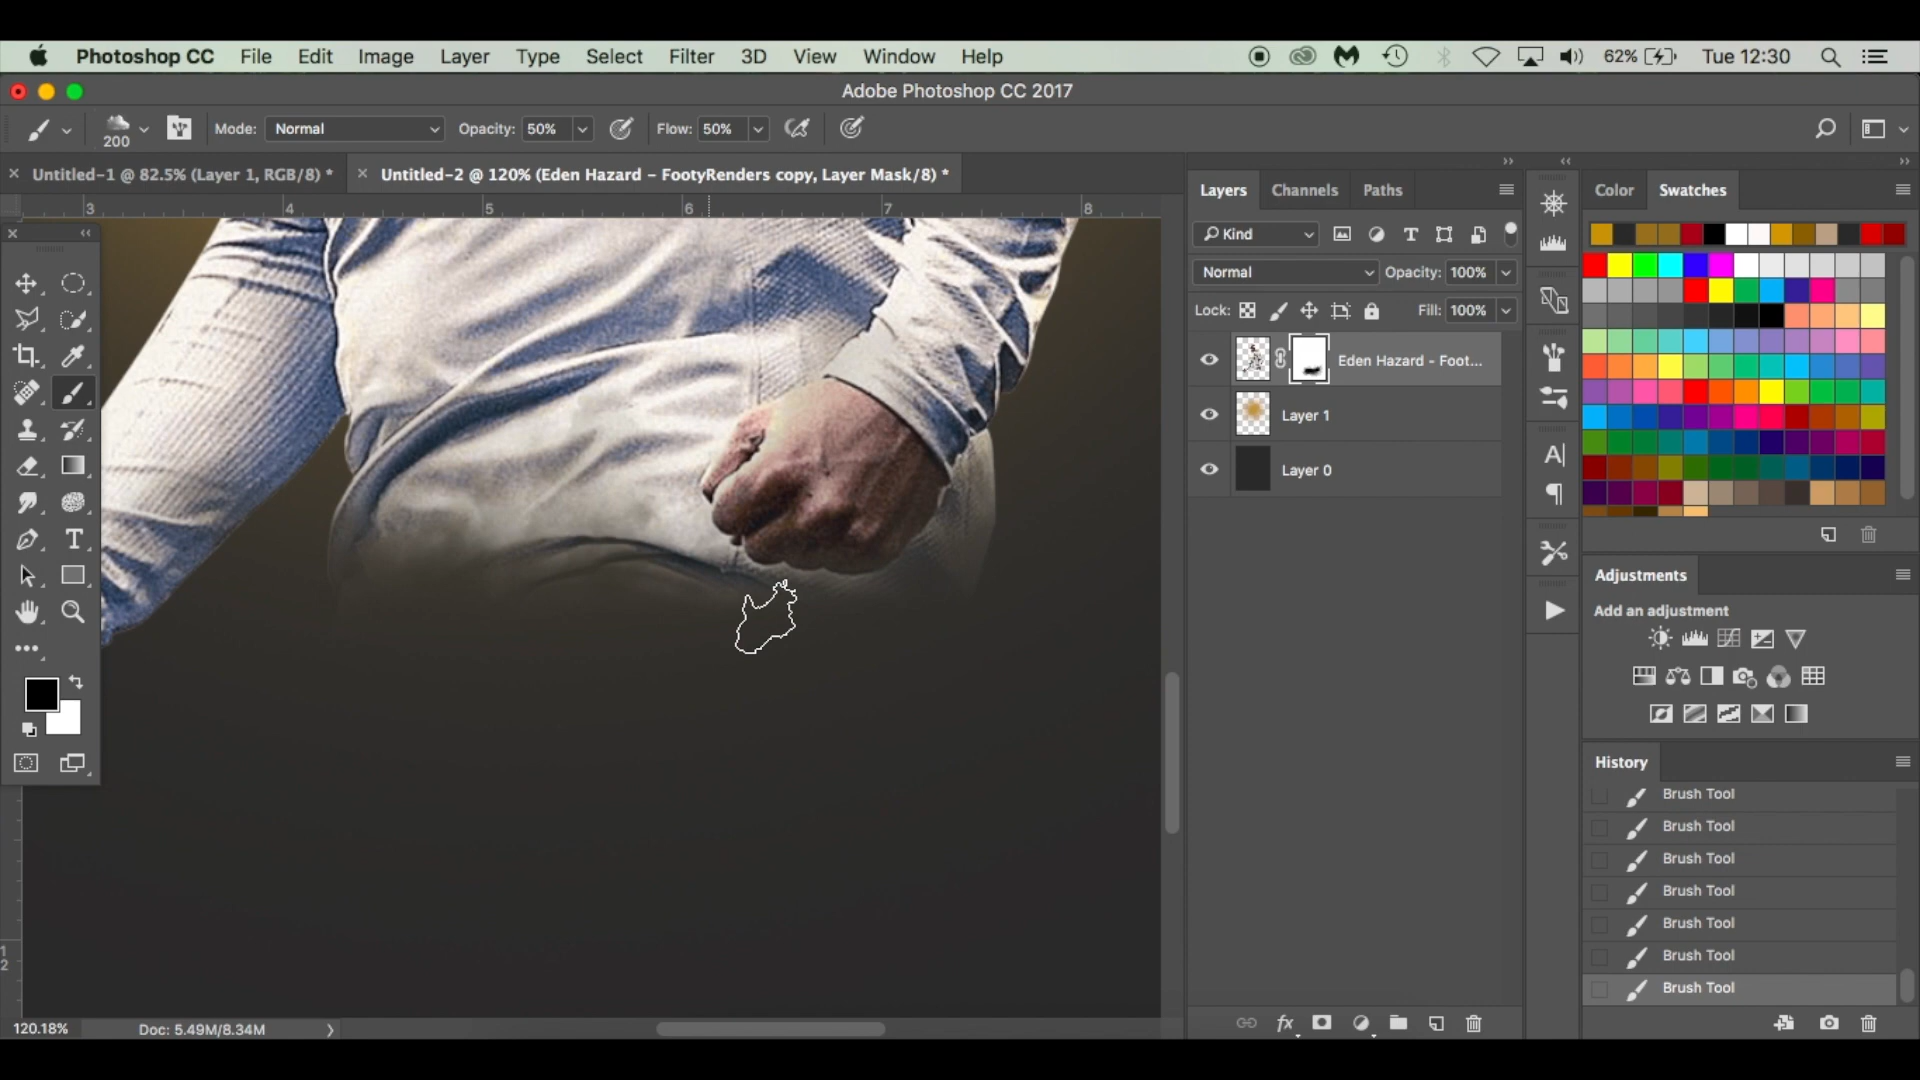 Photoshop CC File Edit Image Layer Type Select Filter 3D View Window Help 62% Tue 12:30
Adobe Photoshop CC 2017
200 Mode: Normal Opacity: 50% Flow: 50%
Untitled-1 @ 82.5% (Layer 1, RGB/8) * Untitled-2 @ 120% (Eden Hazard - FootyRenders copy, Layer Mask/8) *
3 4 5 6 7 8
Layers Channels Paths
Kind
Normal Opacity: 100%
Lock: Fill: 100%
Eden Hazard - Foot...
Layer 1
Layer 0
Color Swatches
Adjustments
Add an adjustment
History
Brush Tool
Brush Tool
Brush Tool
Brush Tool
Brush Tool
Brush Tool
Brush Tool
1
2
120.18% Doc: 5.49M/8.34M
fx